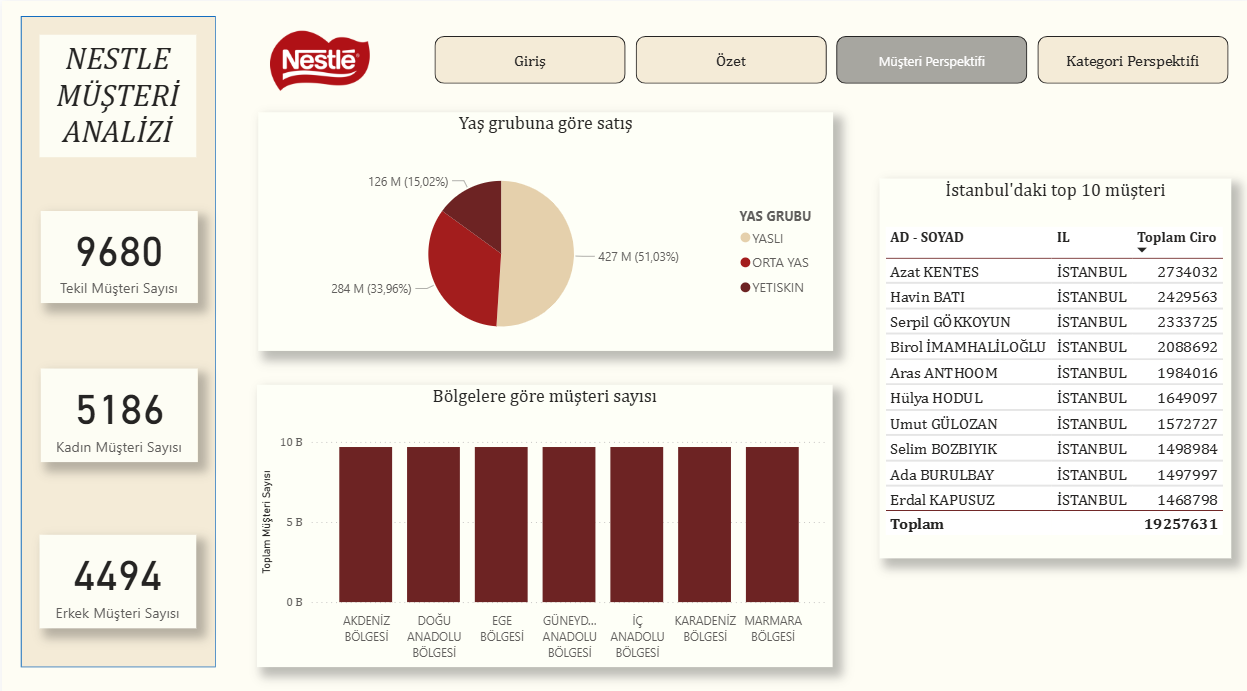 NESTLE
MÜŞTERİ
ANALİZİ
9680
Tekil Müşteri Sayısı
5186
Kadın Müşteri Sayısı
4494
Erkek Müşteri Sayısı
Nestlé
Giriş
Özet
Müşteri Perspektifi
Kategori Perspektifi
Yaş grubuna göre satış
126 M (15,02%)
427 M (51,03%)
284 M (33,96%)
YAS GRUBU
YASLI
ORTA YAS
YETISKIN
Bölgelere göre müşteri sayısı
Toplam Müşteri Sayısı
10 B
5 B
0 B
AKDENİZ
BÖLGESİ
DOĞU
ANADOLU
BÖLGESİ
EGE
BÖLGESİ
GÜNEYD...
ANADOLU
BÖLGESİ
İÇ
ANADOLU
BÖLGESİ
KARADENİZ
BÖLGESİ
MARMARA
BÖLGESİ
İstanbul'daki top 10 müşteri
AD - SOYAD IL Toplam Ciro
Azat KENTES İSTANBUL 2734032
Havin BATI İSTANBUL 2429563
Serpil GÖKKOYUN İSTANBUL 2333725
Birol İMAMHALİLOĞLU İSTANBUL 2088692
Aras ANTHOOM İSTANBUL 1984016
Hülya HODUL İSTANBUL 1649097
Umut GÜLOZAN İSTANBUL 1572727
Selim BOZBIYIK İSTANBUL 1498984
Ada BURULBAY İSTANBUL 1497997
Erdal KAPUSUZ İSTANBUL 1468798
Toplam 19257631